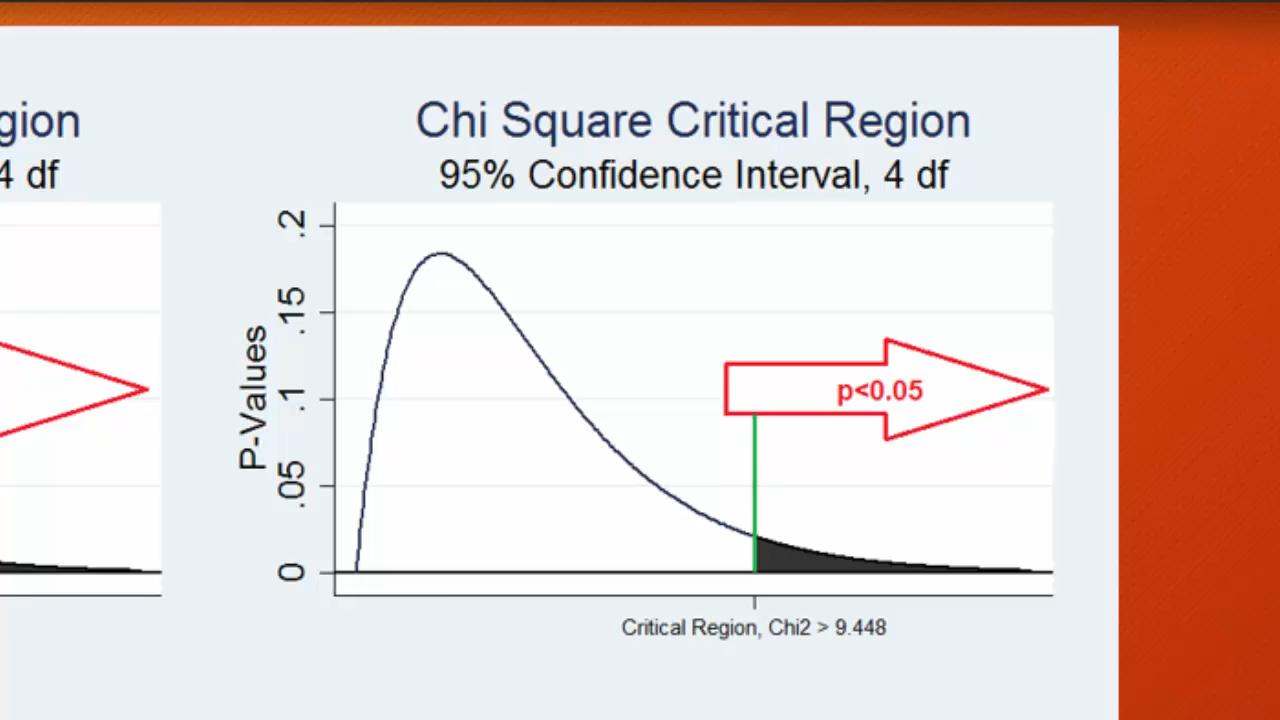 gion
4 df
Chi Square Critical Region
95% Confidence Interval, 4 df
P-Values
.2
.15
.1
.05
0
p<0.05
Critical Region, Chi2 > 9.448